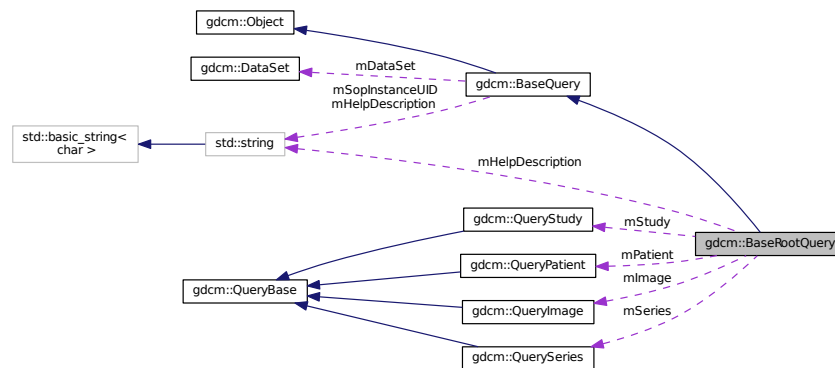 gdcm::Object
gdcm::DataSet
mDataSet
gdcm::BaseQuery
mSopInstanceUID
mHelpDescription
std::basic_string<
char >
std::string
mHelpDescription
gdcm::QueryStudy
mStudy
gdcm::BaseRootQuery
gdcm::QueryPatient
mPatient
mImage
gdcm::QueryBase
gdcm::QueryImage
mSeries
gdcm::QuerySeries